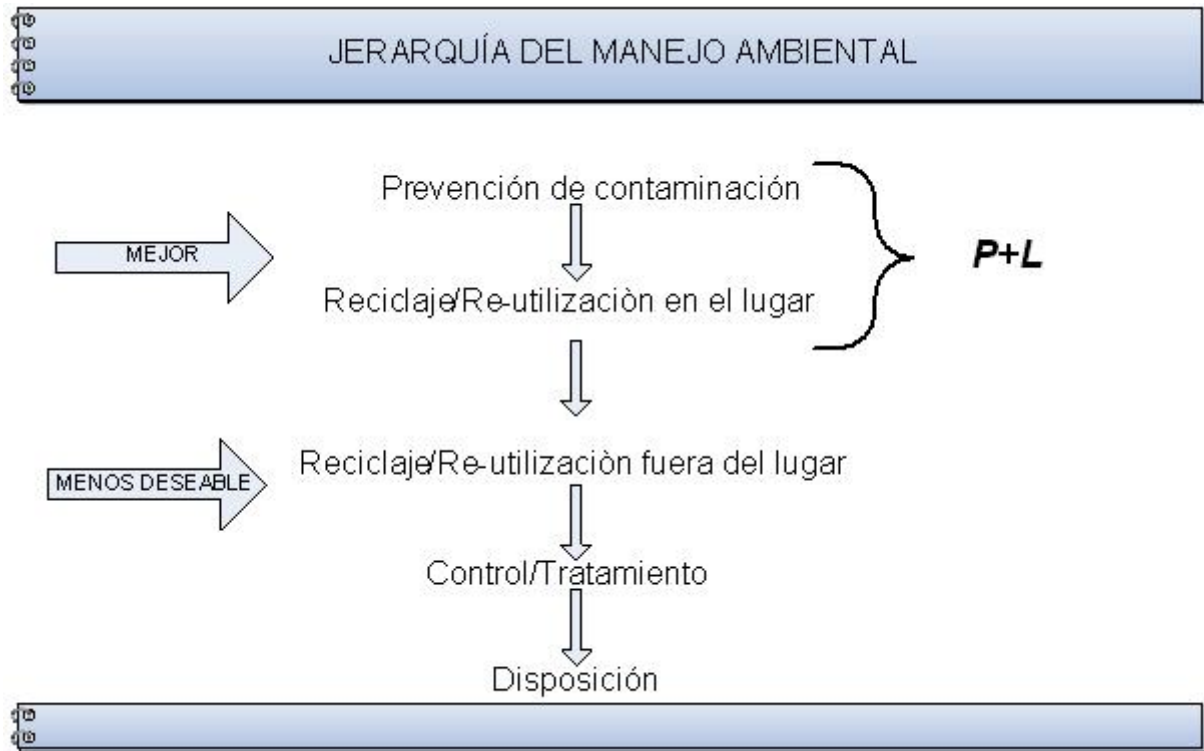 JERARQUÍA DEL MANEJO AMBIENTAL
Prevención de contaminación
MEJOR
P+L
Reciclaje/Re-utilizaciòn en el lugar
Reciclaje/Re-utilizaciòn fuera del lugar
MENOS DESEABLE
Control/Tratamiento
Disposición